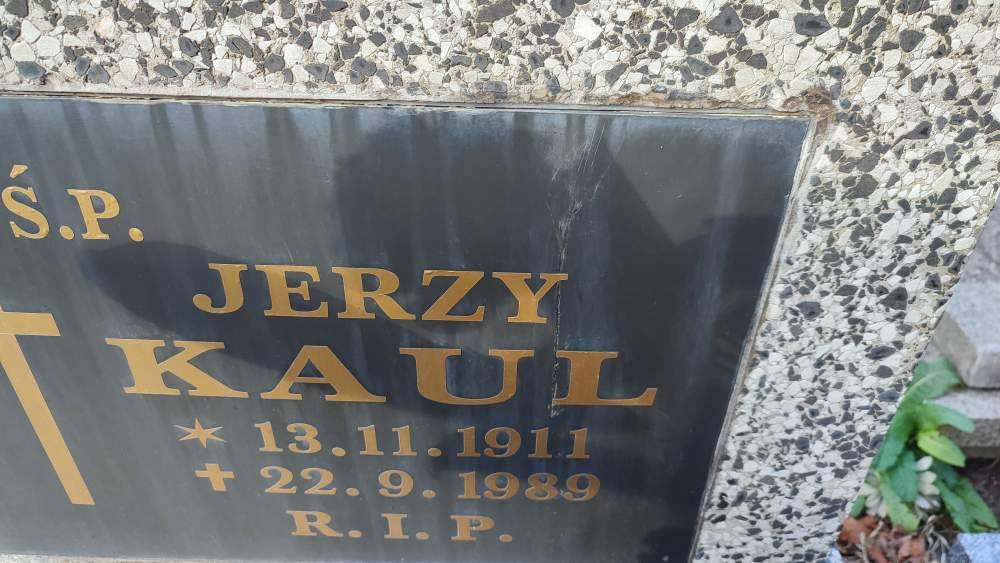 Ś.P.
JERZY
KAUL
* 13.11.1911
✝ 22.9.1989
R.I.P.